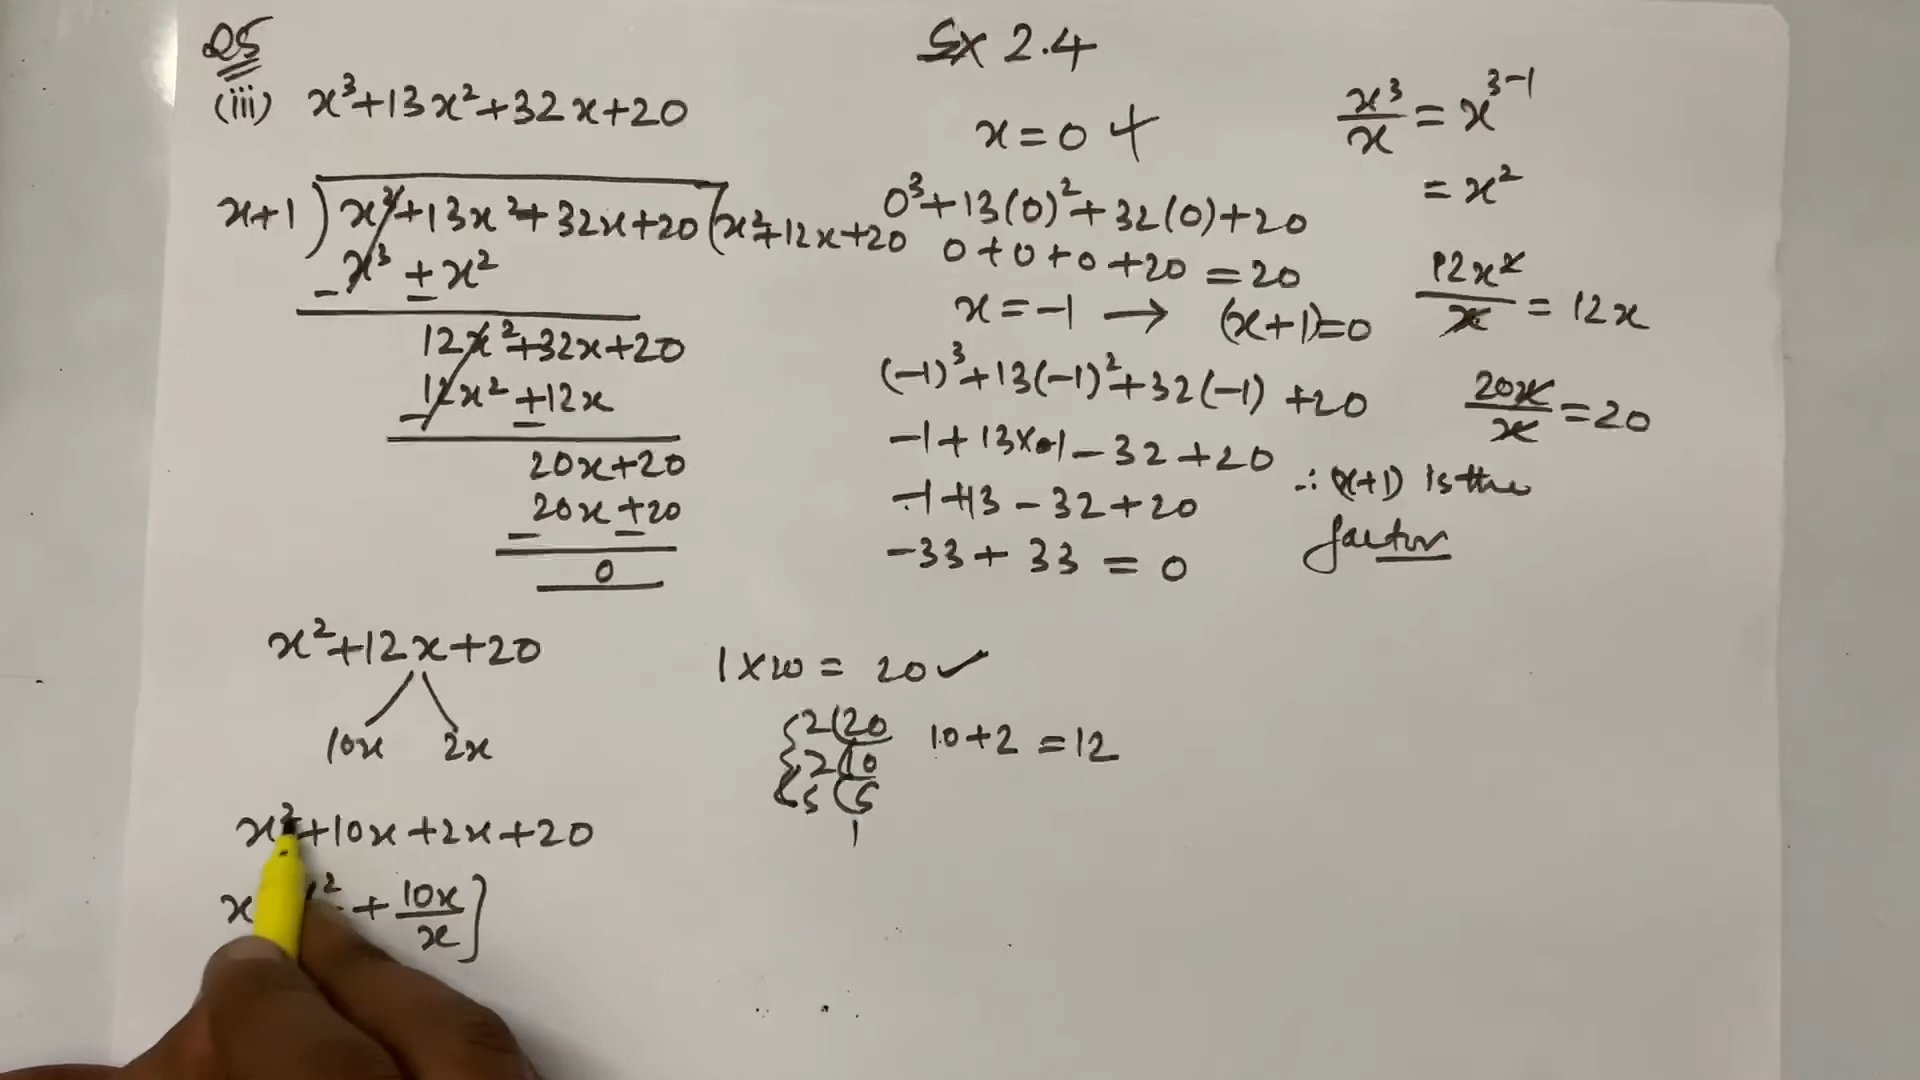 Q5
Ex 2.4
(iii) x³+13x²+32x+20
x+1 ) x³+13x²+32x+20 ( x²+12x+20
- x³ + x²
-
12x²+32x+20
- 12x² +12x
-
20x+20
20x+20
- -
0
x²+12x+20
10x 2x
x²+10x+2x+20
x + 10x/x ]
x=0 ×
0³+13(0)²+32(0)+20
0+0+0+20 = 20
x=-1 → (x+1)=0
(-1)³+13(-1)²+32(-1)+20
-1+13×1-32+20
-1+13-32+20
-33+33 = 0
1×20 = 20 ✓
2(20 10+2=12
2(10
5(5
1
x³/x = x³⁻¹
= x²
12x²/x = 12x
20x/x = 20
∴ (x+1) is the
factor